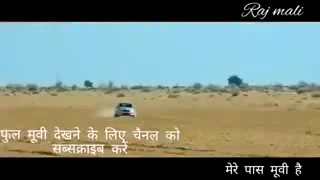 Raj mali
फुल मूवी देखने के लिए चैनल को
सब्सक्राइब करें
मेरे पास मूवी है